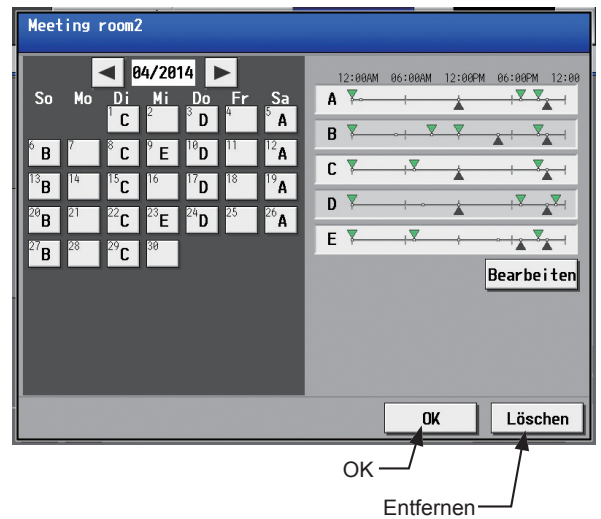 Meeting room2
04/2014
So Mo Di Mi Do Fr Sa
1 C 2 3 D 4 5 A
6 B 7 8 C 9 E 10 D 11 12 A
13 B 14 15 C 16 17 D 18 19 A
20 B 21 22 C 23 E 24 D 25 26 A
27 B 28 29 C 30
12:00AM 06:00AM 12:00PM 06:00PM 12:00
A
B
C
D
E
Bearbeiten
OK Löschen
OK
Entfernen